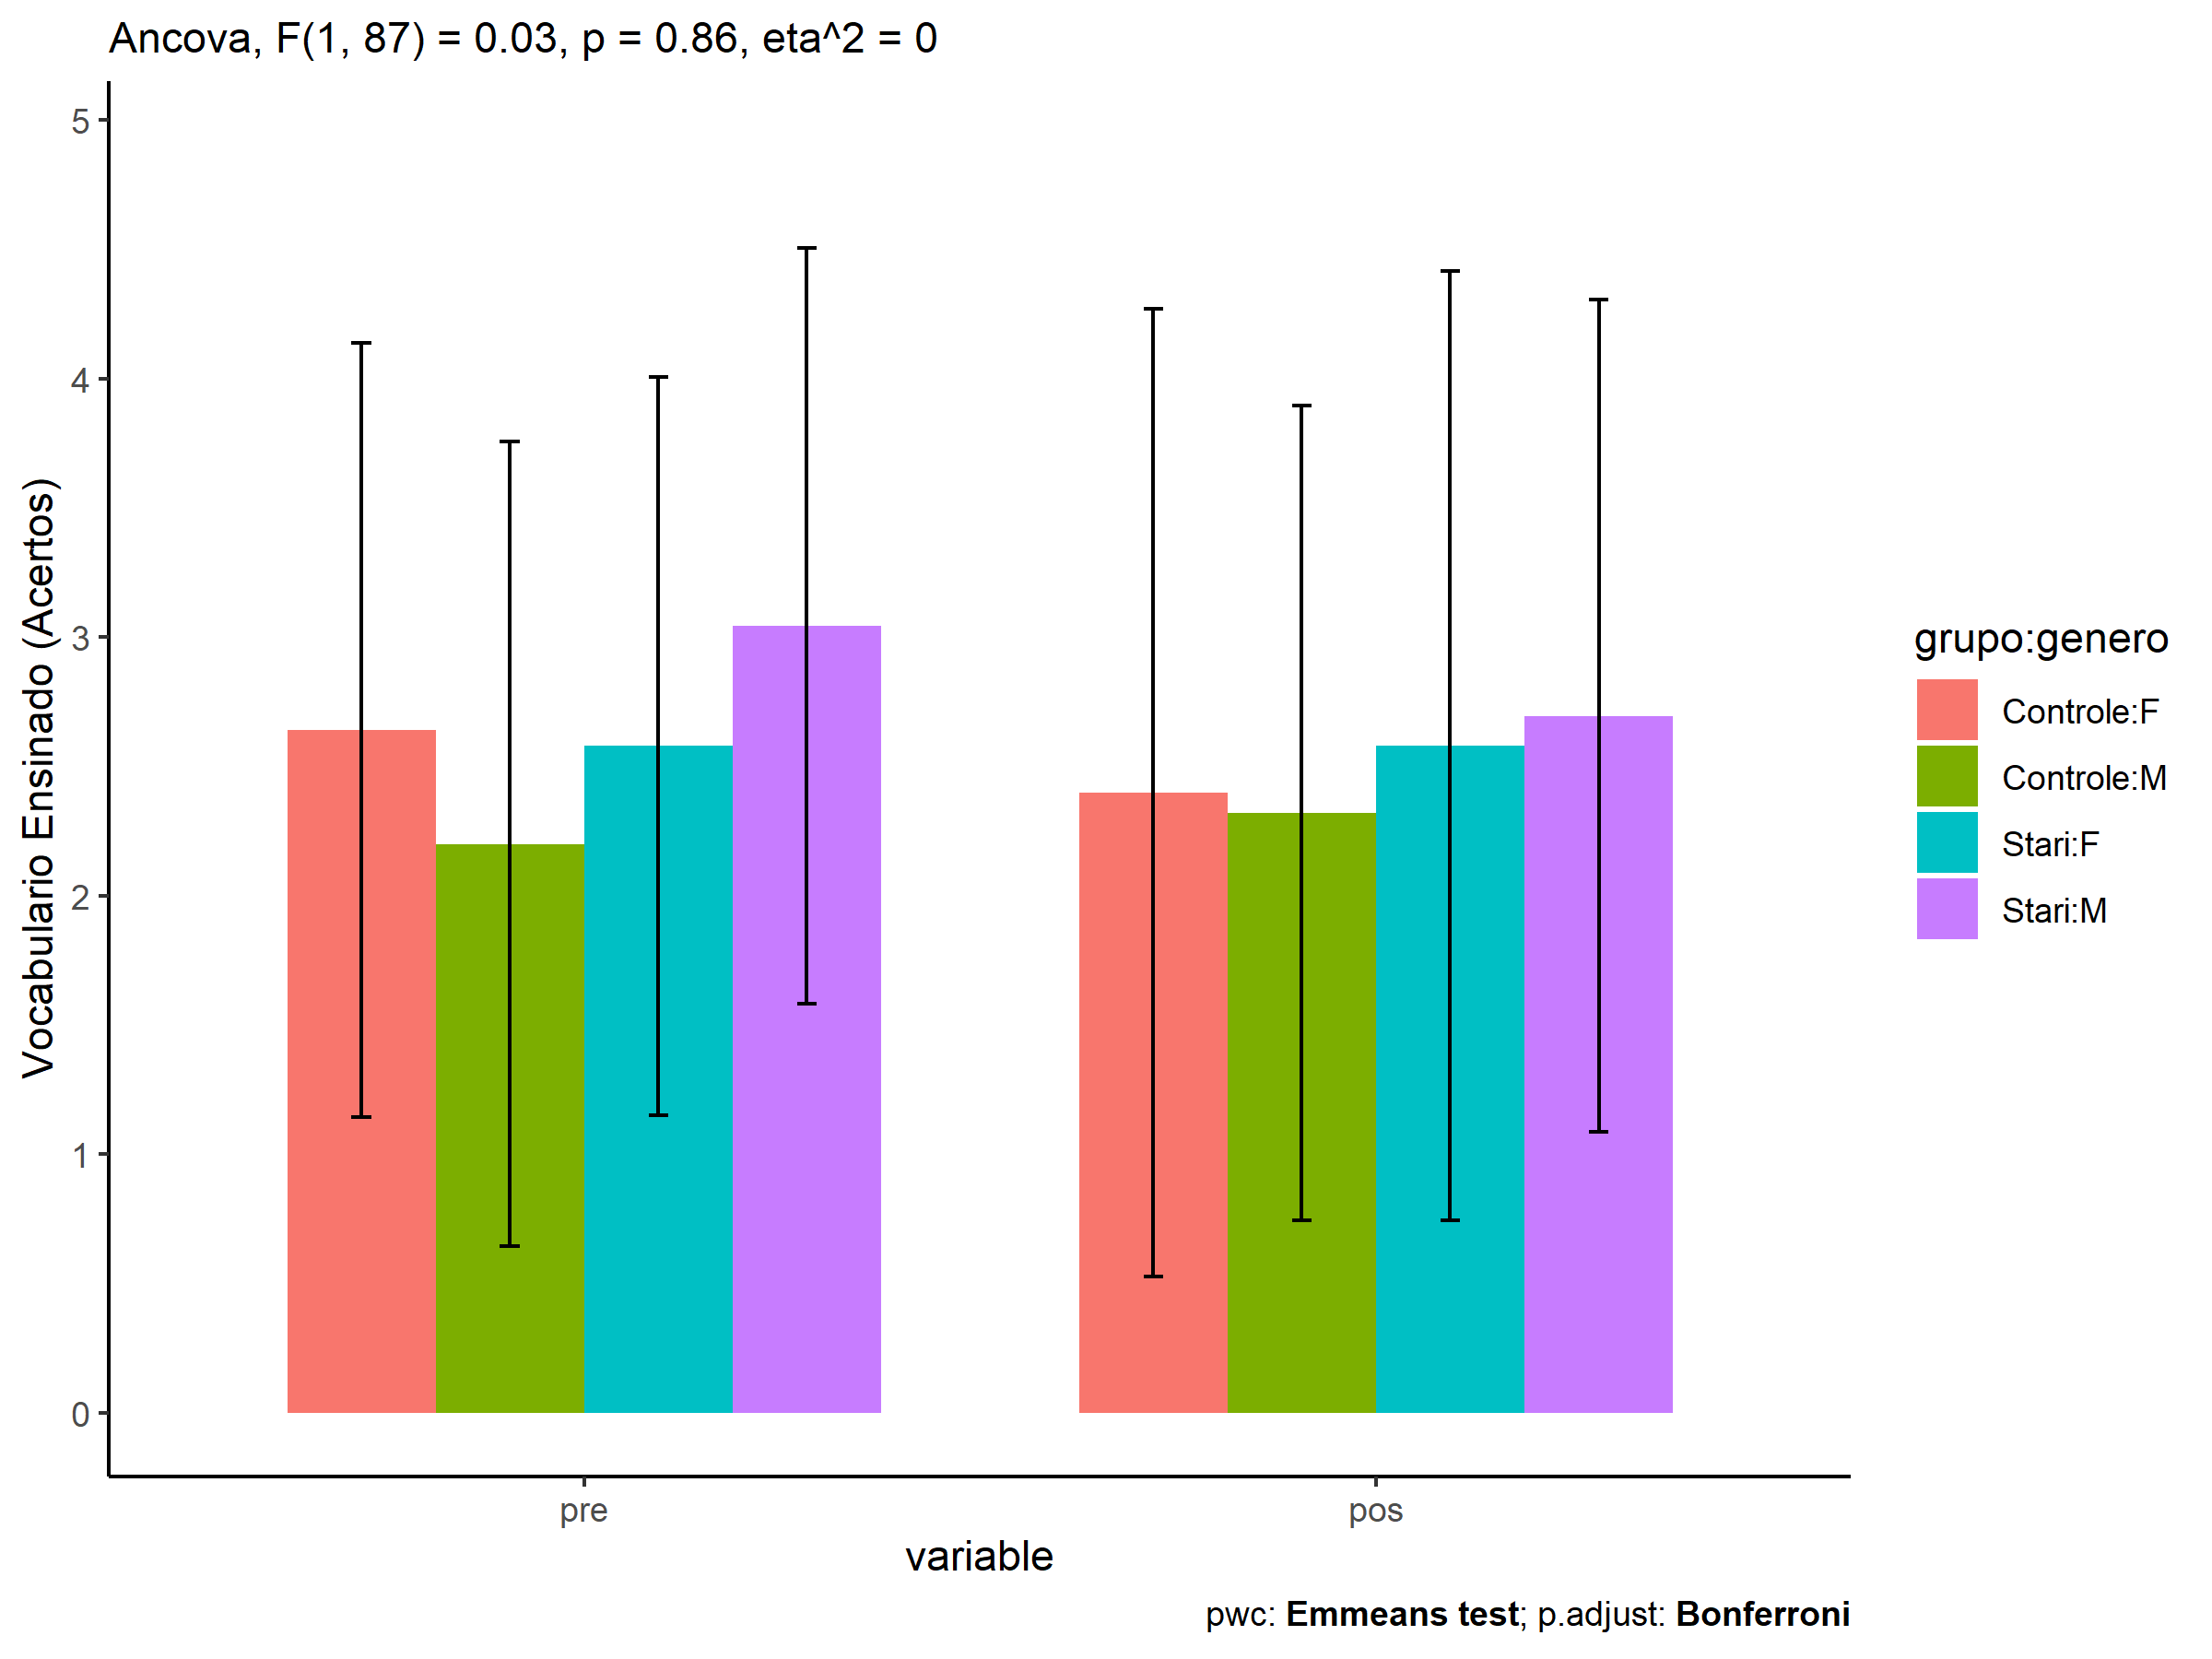 Ancova, F(1, 87) = 0.03, p = 0.86, eta^2 = 0
Vocabulario Ensinado (Acertos)
5
4
3
2
1
0
pre
pos
variable
grupo:genero
Controle:F
Controle:M
Stari:F
Stari:M
pwc: Emmeans test; p.adjust: Bonferroni